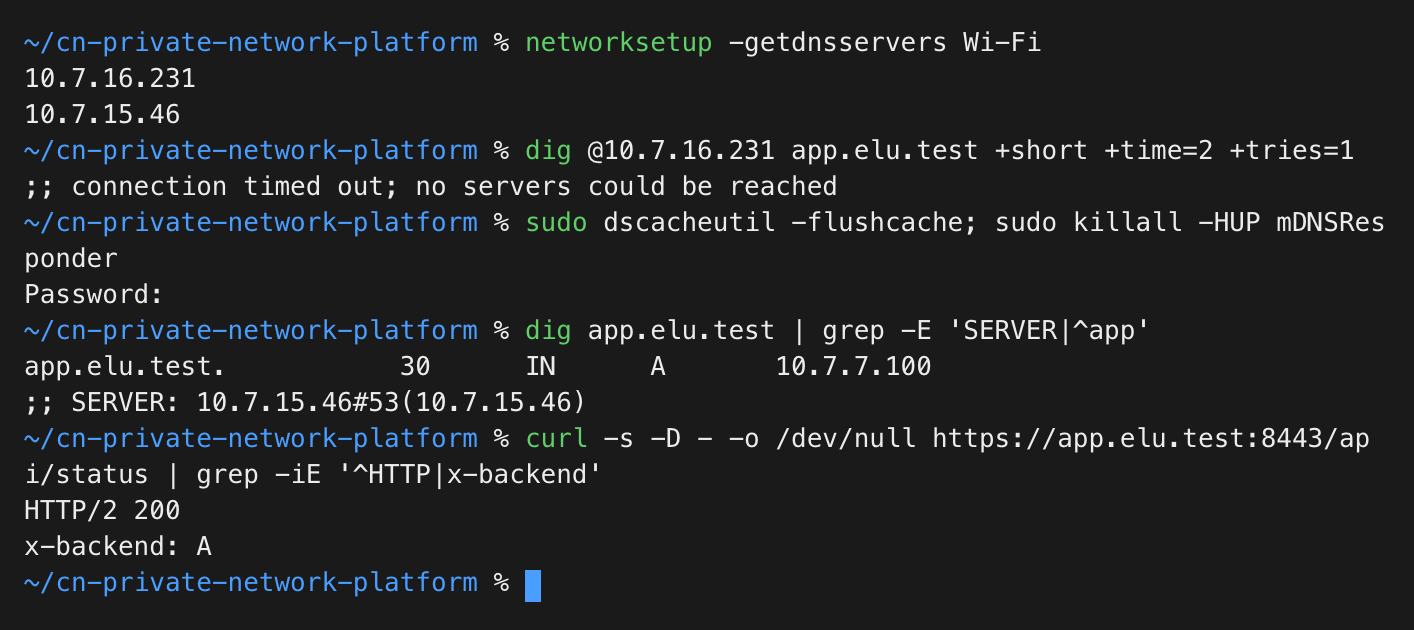 ~/cn-private-network-platform % networksetup -getdnsservers Wi-Fi
10.7.16.231
10.7.15.46
~/cn-private-network-platform % dig @10.7.16.231 app.elu.test +short +time=2 +tries=1
;; connection timed out; no servers could be reached
~/cn-private-network-platform % sudo dscacheutil -flushcache; sudo killall -HUP mDNSRes
ponder
Password:
~/cn-private-network-platform % dig app.elu.test | grep -E 'SERVER|^app'
app.elu.test.           30      IN      A       10.7.7.100
;; SERVER: 10.7.15.46#53(10.7.15.46)
~/cn-private-network-platform % curl -s -D - -o /dev/null https://app.elu.test:8443/ap
i/status | grep -iE '^HTTP|x-backend'
HTTP/2 200
x-backend: A
~/cn-private-network-platform %